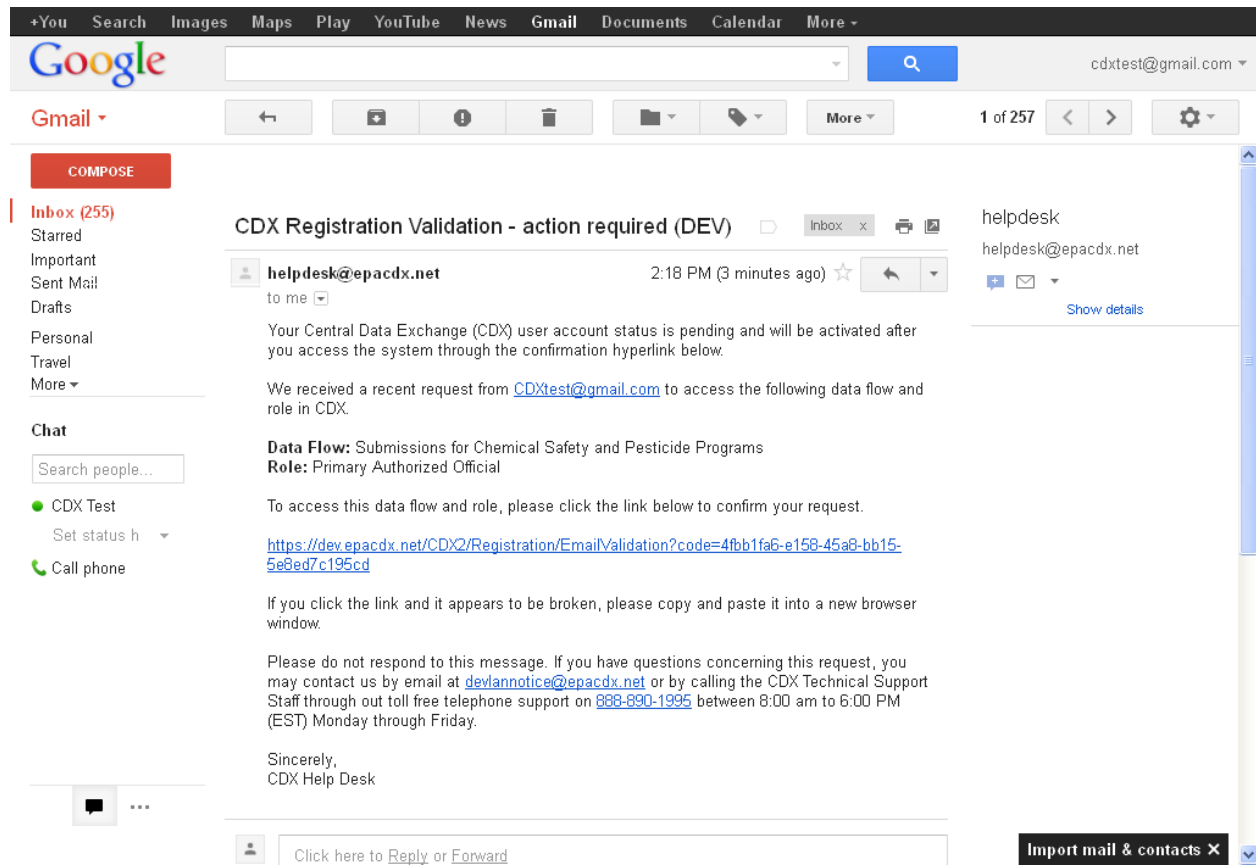 +You Search Images Maps Play YouTube News Gmail Documents Calendar More
Google
cdxtest@gmail.com
Gmail
More
1 of 257
COMPOSE
Inbox (255)
Starred
Important
Sent Mail
Drafts
Personal
Travel
More
Chat
Search people...
CDX Test
Set status h
Call phone
CDX Registration Validation - action required (DEV)
Inbox x
helpdesk@epacdx.net
2:18 PM (3 minutes ago)
to me
Your Central Data Exchange (CDX) user account status is pending and will be activated after
you access the system through the confirmation hyperlink below.
We received a recent request from CDXtest@gmail.com to access the following data flow and
role in CDX.
Data Flow: Submissions for Chemical Safety and Pesticide Programs
Role: Primary Authorized Official
To access this data flow and role, please click the link below to confirm your request.
https://dev.epacdx.net/CDX2/Registration/EmailValidation?code=4fbb1fa6-e158-45a8-bb15-
5e8ed7c195cd
If you click the link and it appears to be broken, please copy and paste it into a new browser
window.
Please do not respond to this message. If you have questions concerning this request, you
may contact us by email at devlannotice@epacdx.net or by calling the CDX Technical Support
Staff through out toll free telephone support on 888-890-1995 between 8:00 am to 6:00 PM
(EST) Monday through Friday.
Sincerely,
CDX Help Desk
Click here to Reply or Forward
helpdesk
helpdesk@epacdx.net
Show details
Import mail & contacts X